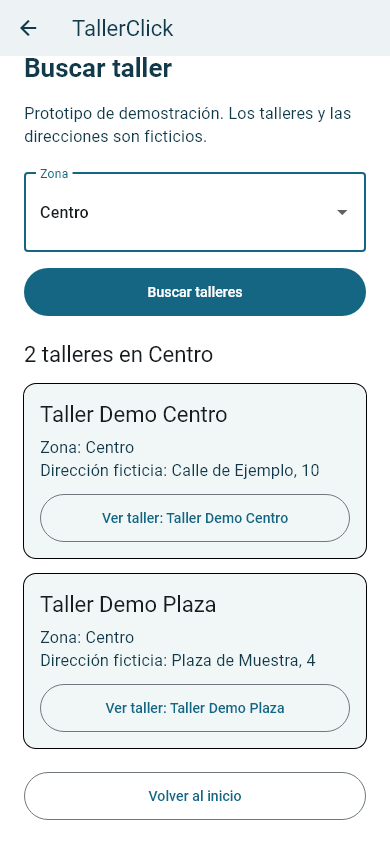 TallerClick
Buscar taller
Prototipo de demostración. Los talleres y las
direcciones son ficticios.
Zona
Centro
Buscar talleres
2 talleres en Centro
Taller Demo Centro
Zona: Centro
Dirección ficticia: Calle de Ejemplo, 10
Ver taller: Taller Demo Centro
Taller Demo Plaza
Zona: Centro
Dirección ficticia: Plaza de Muestra, 4
Ver taller: Taller Demo Plaza
Volver al inicio